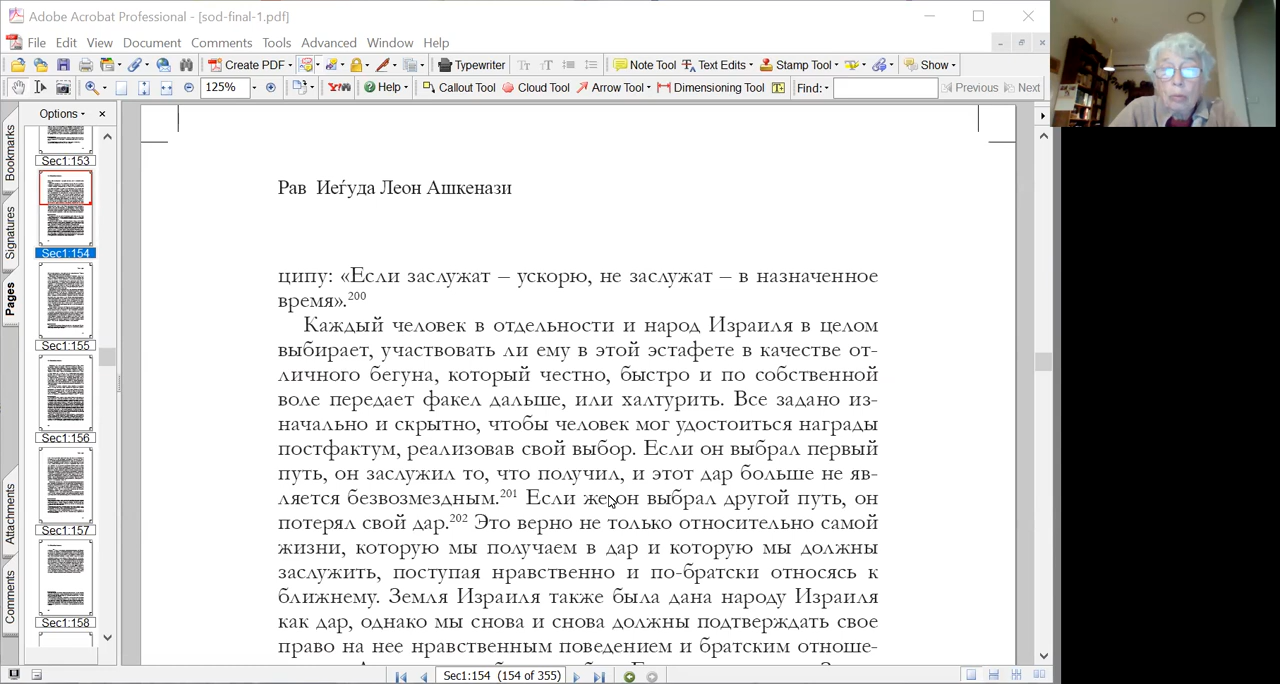 Adobe Acrobat Professional - [sod-final-1.pdf]
File Edit View Document Comments Tools Advanced Window Help
Create PDF Typewriter Note Tool Text Edits Stamp Tool Show
125% Help Callout Tool Cloud Tool Arrow Tool Dimensioning Tool Find: Previous Next
Options
Bookmarks
Signatures
Pages
Attachments
Comments
Sec1:153
Sec1:154
Sec1:155
Sec1:156
Sec1:157
Sec1:158
Рав Иеѓуда Леон Ашкенази
ципу: «Если заслужат – ускорю, не заслужат – в назначенное
время».200
Каждый человек в отдельности и народ Израиля в целом
выбирает, участвовать ли ему в этой эстафете в качестве от-
личного бегуна, который честно, быстро и по собственной
воле передает факел дальше, или халтурить. Все задано из-
начально и скрытно, чтобы человек мог удостоиться награды
постфактум, реализовав свой выбор. Если он выбрал первый
путь, он заслужил то, что получил, и этот дар больше не яв-
ляется безвозмездным.201 Если же он выбрал другой путь, он
потерял свой дар.202 Это верно не только относительно самой
жизни, которую мы получаем в дар и которую мы должны
заслужить, поступая нравственно и по-братски относясь к
ближнему. Земля Израиля также была дана народу Израиля
как дар, однако мы снова и снова должны подтверждать свое
право на нее нравственным поведением и братским отноше-
Sec1:154 (154 of 355)